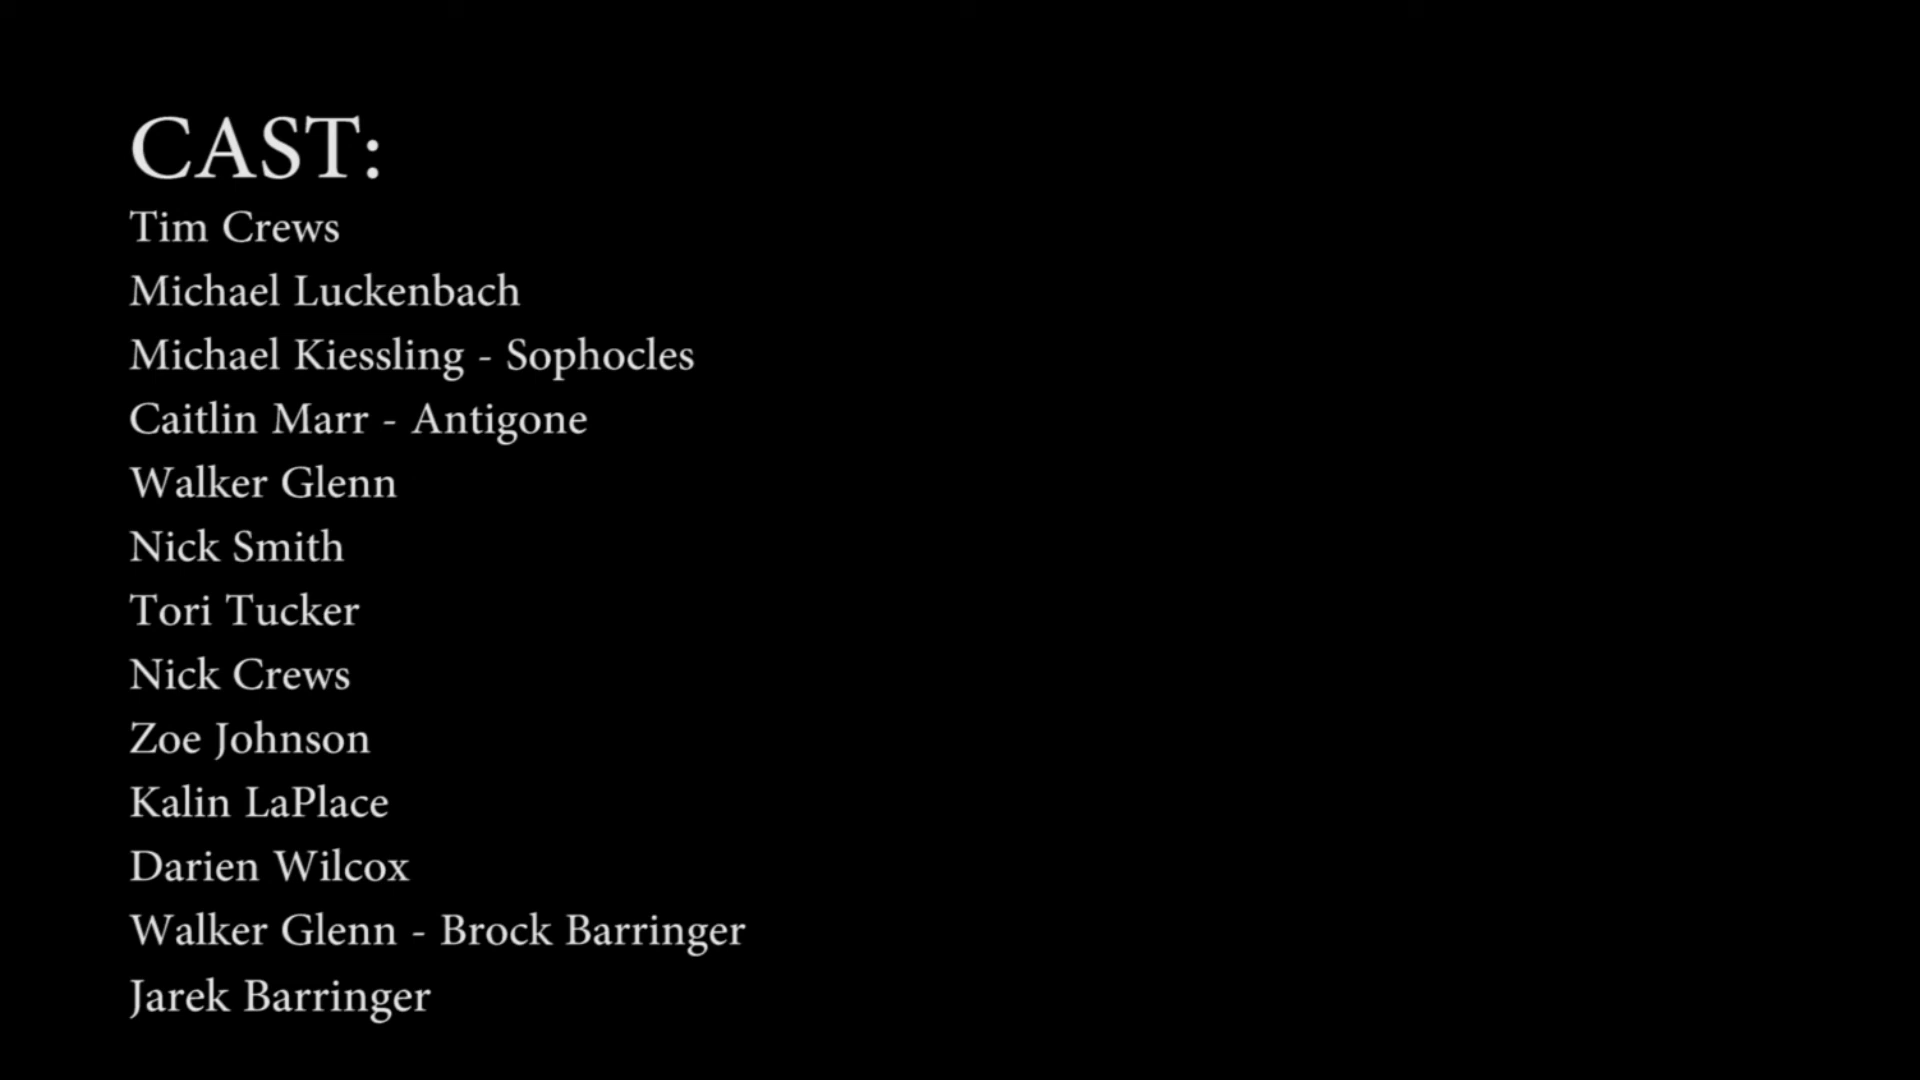 CAST:
Tim Crews
Michael Luckenbach
Michael Kiessling - Sophocles
Caitlin Marr - Antigone
Walker Glenn
Nick Smith
Tori Tucker
Nick Crews
Zoe Johnson
Kalin LaPlace
Darien Wilcox
Walker Glenn - Brock Barringer
Jarek Barringer